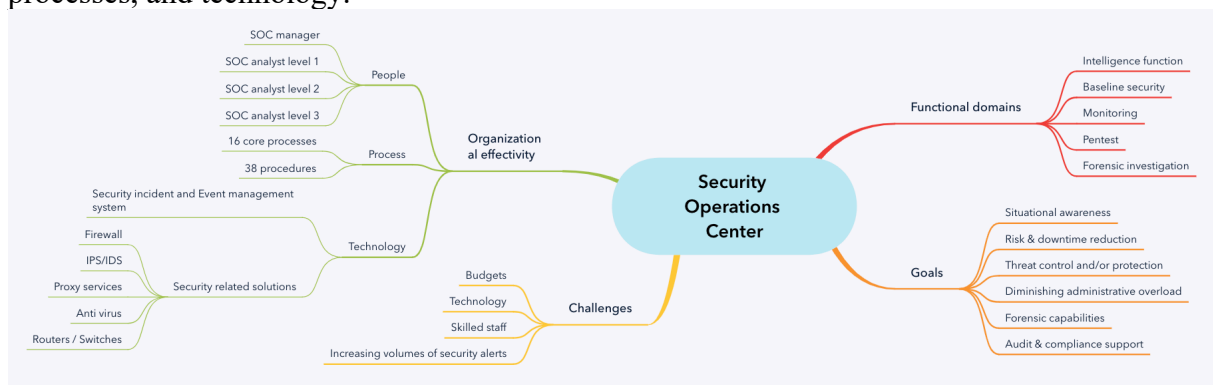 processes, and technology.
SOC manager
SOC analyst level 1
SOC analyst level 2
SOC analyst level 3
People
16 core processes
38 procedures
Process
Security incident and Event management
system
Firewall
IPS/IDS
Proxy services
Anti virus
Routers / Switches
Security related solutions
Technology
Organization
al effectivity
Budgets
Technology
Skilled staff
Increasing volumes of security alerts
Challenges
Security
Operations
Center
Functional domains
Intelligence function
Baseline security
Monitoring
Pentest
Forensic investigation
Goals
Situational awareness
Risk & downtime reduction
Threat control and/or protection
Diminishing administrative overload
Forensic capabilities
Audit & compliance support